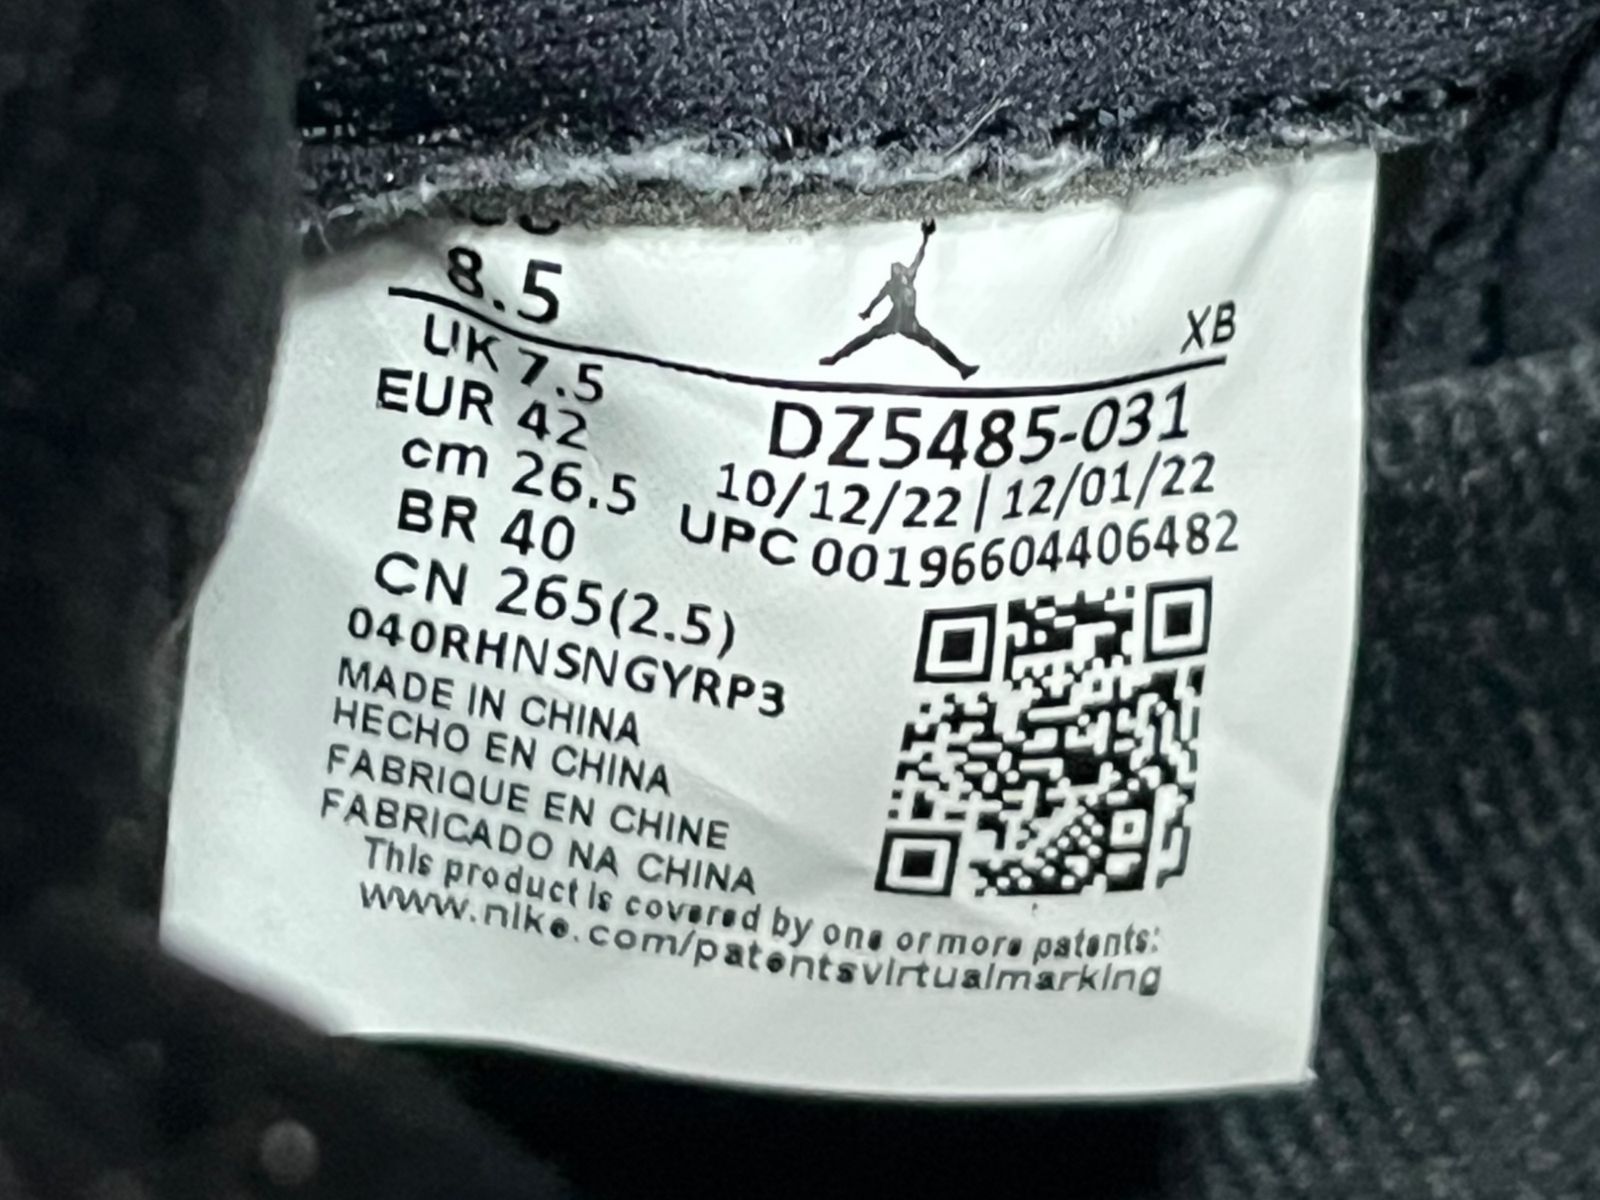 8.5
XB
UK 7.5
EUR 42
cm 26.5
BR 40
CN 265(2.5)
DZ5485-031
10/12/22 | 12/01/22
UPC 00196604406482
040RHNSNGYRP3
MADE IN CHINA
HECHO EN CHINA
FABRIQUE EN CHINE
FABRICADO NA CHINA
This product is covered by one or more patents:
www.nike.com/patentsvirtualmarking